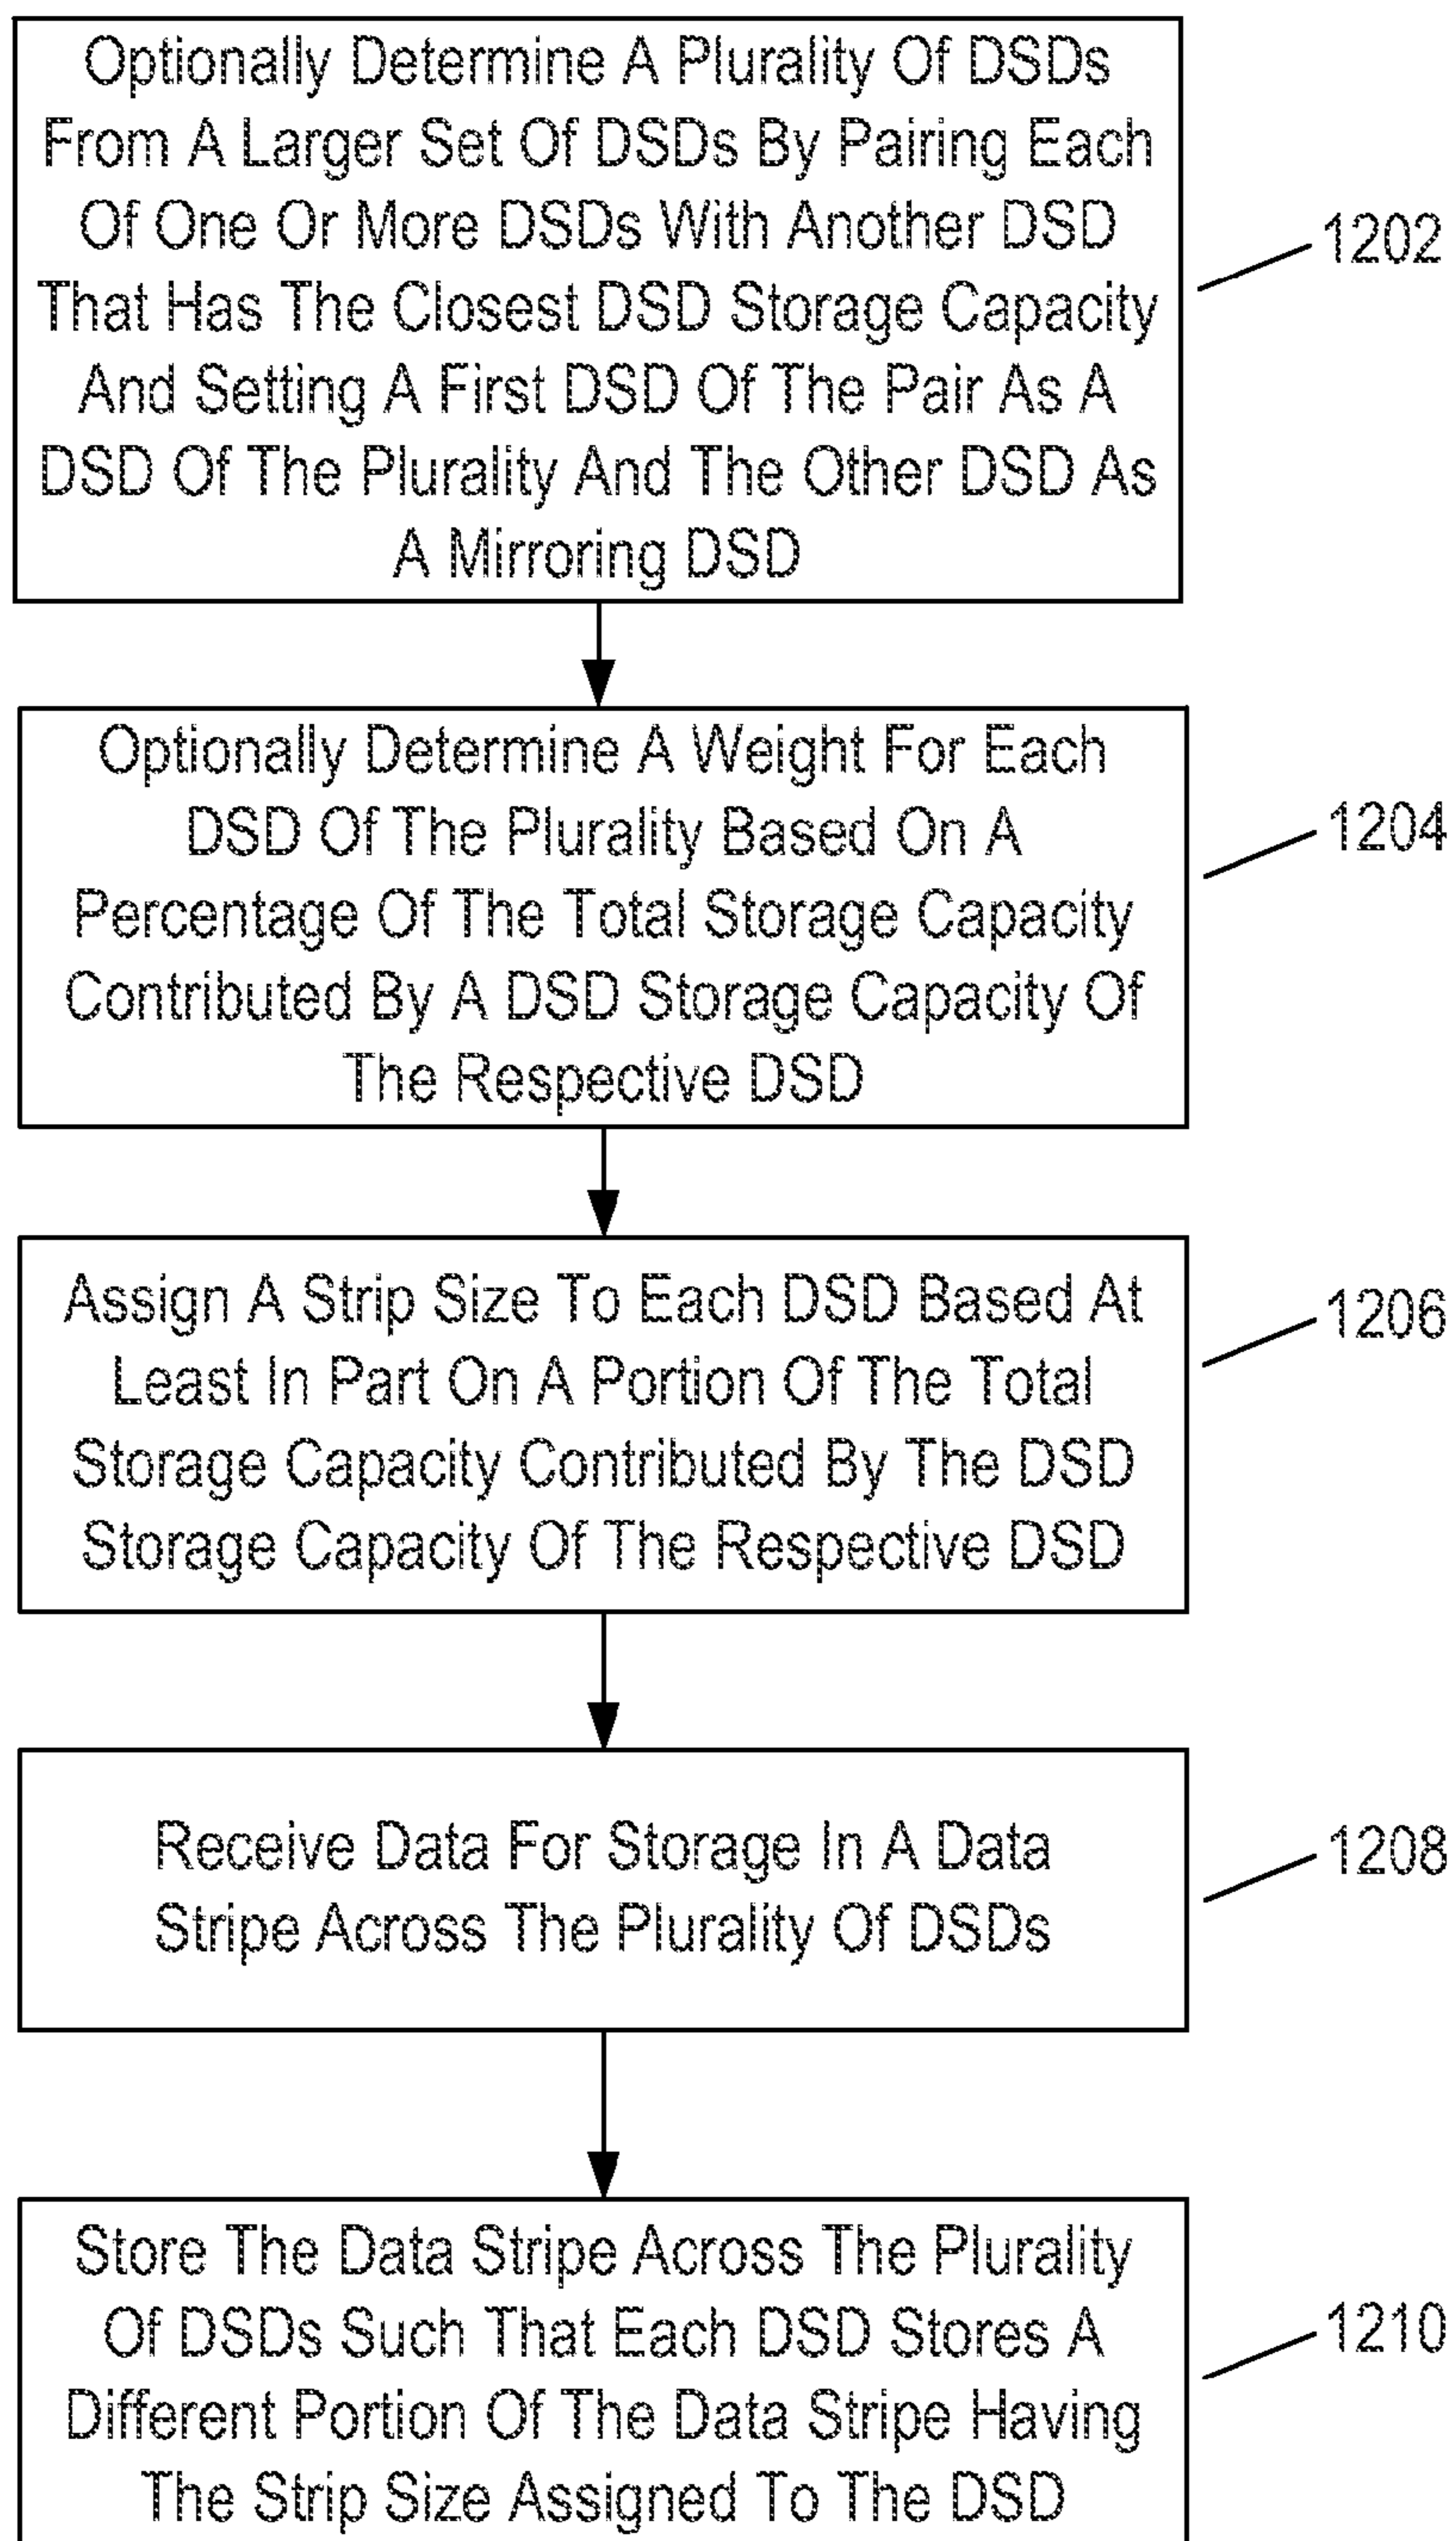 Optionally Determine A Plurality Of DSDs
From A Larger Set Of DSDs By Pairing Each
Of One Or More DSDs With Another DSD
That Has The Closest DSD Storage Capacity
And Setting A First DSD Of The Pair As A
DSD Of The Plurality And The Other DSD As
A Mirroring DSD
1202
Optionally Determine A Weight For Each
DSD Of The Plurality Based On A
Percentage Of The Total Storage Capacity
Contributed By A DSD Storage Capacity Of
The Respective DSD
1204
Assign A Strip Size To Each DSD Based At
Least In Part On A Portion Of The Total
Storage Capacity Contributed By The DSD
Storage Capacity Of The Respective DSD
1206
Receive Data For Storage In A Data
Stripe Across The Plurality Of DSDs
1208
Store The Data Stripe Across The Plurality
Of DSDs Such That Each DSD Stores A
Different Portion Of The Data Stripe Having
The Strip Size Assigned To The DSD
1210